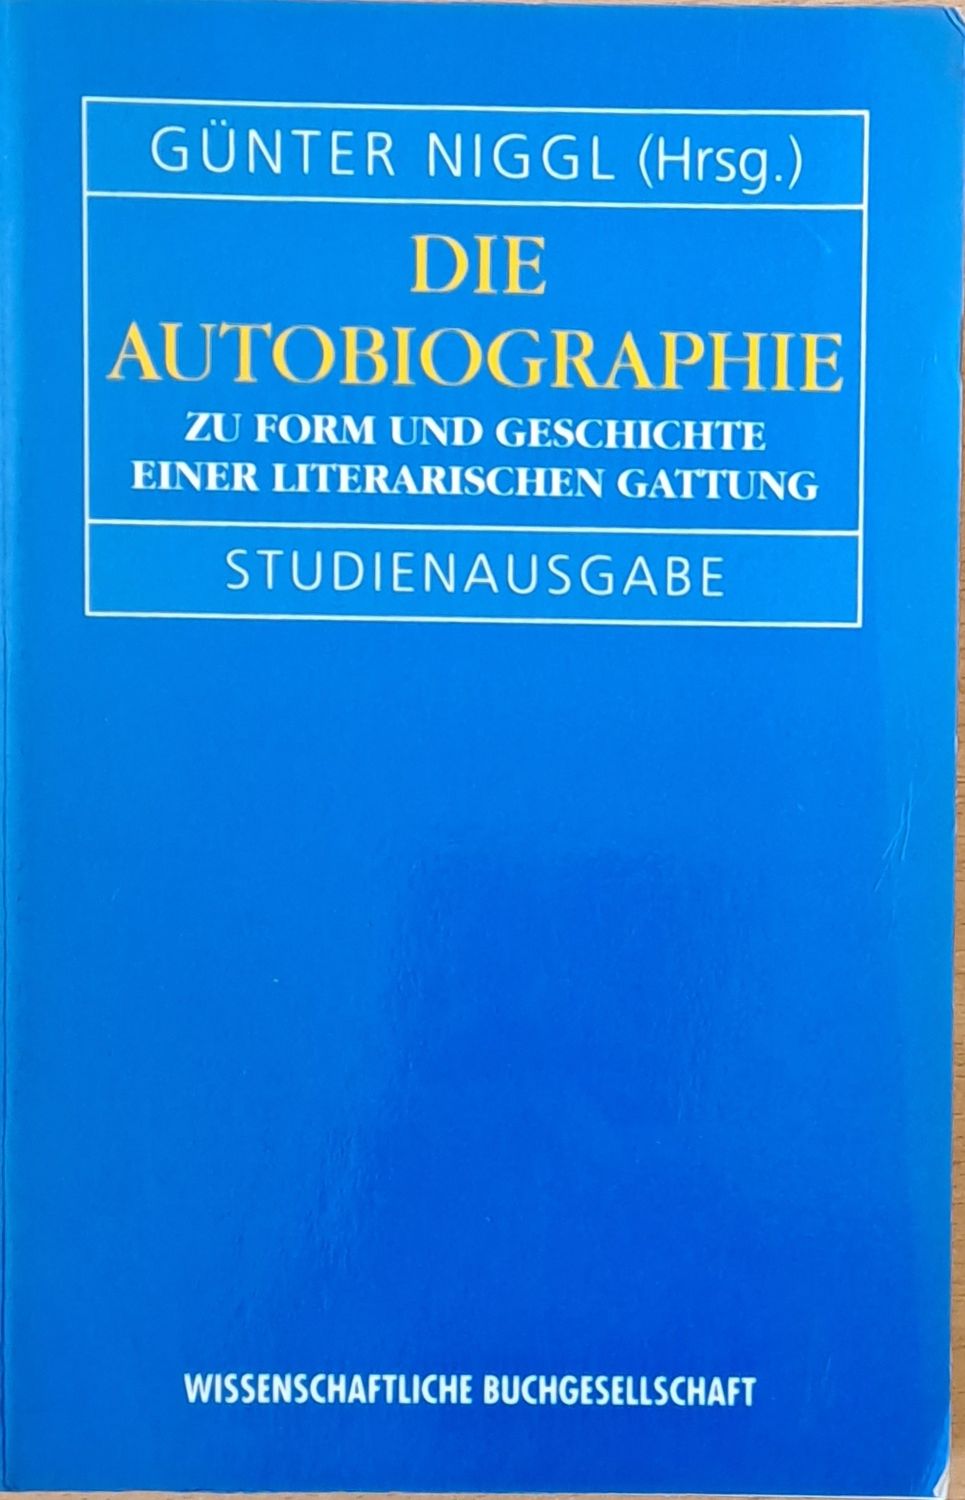 GÜNTER NIGGL (Hrsg.)
DIE
AUTOBIOGRAPHIE
ZU FORM UND GESCHICHTE
EINER LITERARISCHEN GATTUNG
STUDIENAUSGABE
WISSENSCHAFTLICHE BUCHGESELLSCHAFT